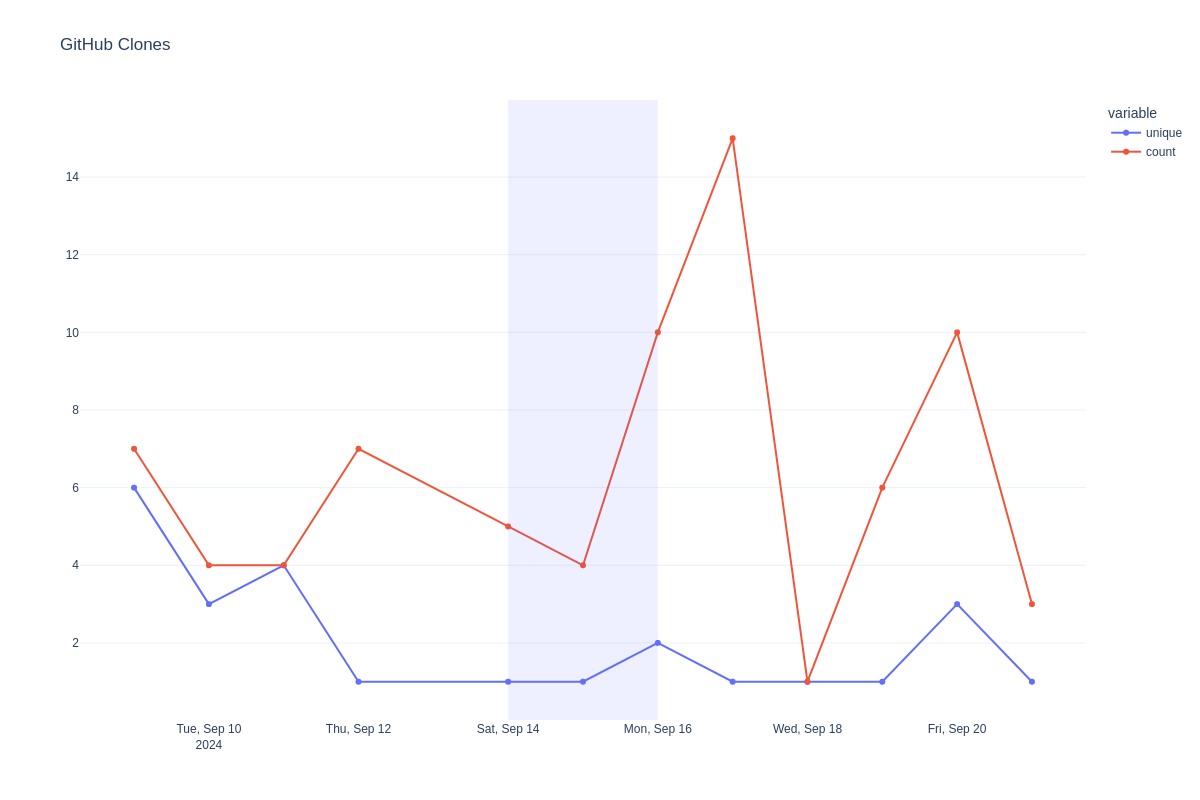 GitHub Clones
variable
unique
count
14
12
10
8
6
4
2
Tue, Sep 10
2024
Thu, Sep 12
Sat, Sep 14
Mon, Sep 16
Wed, Sep 18
Fri, Sep 20